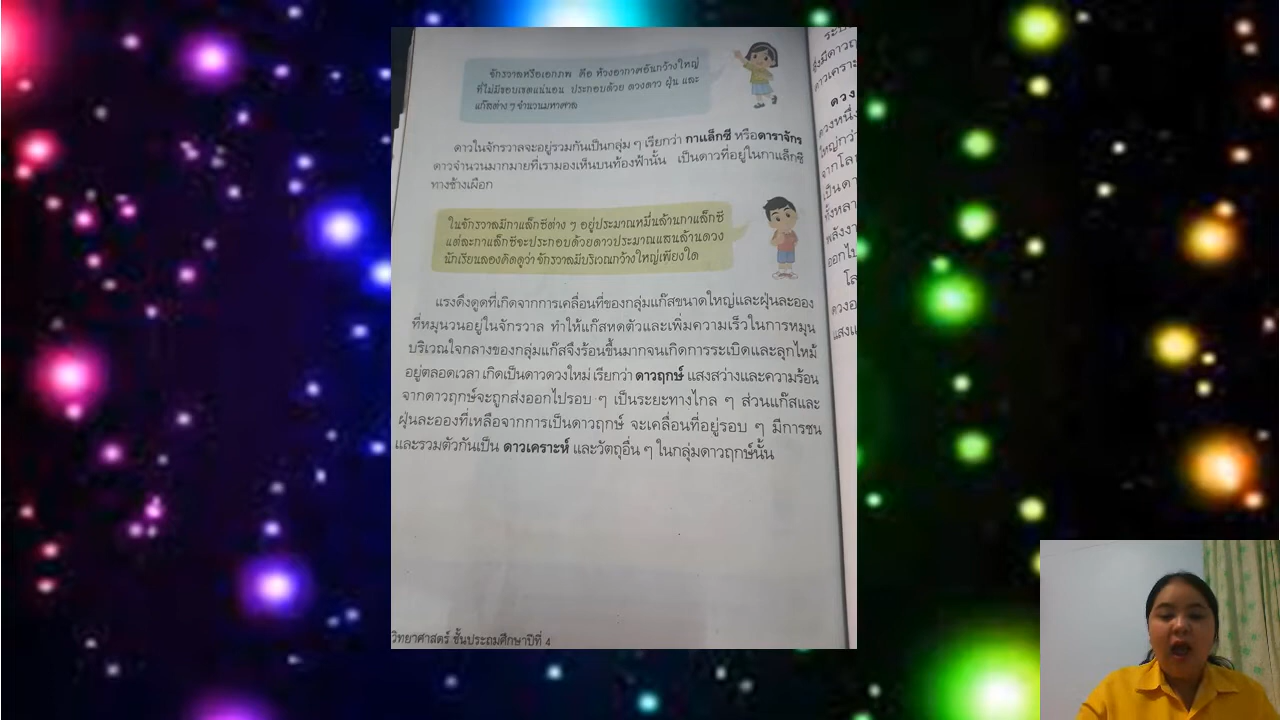 จักรวาลหรือเอกภพ คือ ห้วงอากาศอันกว้างใหญ่
ที่ไม่มีขอบเขตแน่นอน ประกอบด้วย ดวงดาว ฝุ่น และ
แก๊สต่าง ๆ จำนวนมหาศาล
ดาวในจักรวาลจะอยู่รวมกันเป็นกลุ่ม ๆ เรียกว่า กาแล็กซี หรือดาราจักร
ดาวจำนวนมากมายที่เรามองเห็นบนท้องฟ้านั้น เป็นดาวที่อยู่ในกาแล็กซี
ทางช้างเผือก
ในจักรวาลมีกาแล็กซีต่าง ๆ อยู่ประมาณหมื่นล้านกาแล็กซี
แต่ละกาแล็กซีจะประกอบด้วยดาวประมาณแสนล้านดวง
นักเรียนลองคิดดูว่า จักรวาลมีบริเวณกว้างใหญ่เพียงใด
แรงดึงดูดที่เกิดจากการเคลื่อนที่ของกลุ่มแก๊สขนาดใหญ่และฝุ่นละออง
ที่หมุนวนอยู่ในจักรวาล ทำให้แก๊สหดตัวและเพิ่มความเร็วในการหมุน
บริเวณใจกลางของกลุ่มแก๊สจึงร้อนขึ้นมากจนเกิดการระเบิดและลุกไหม้
อยู่ตลอดเวลา เกิดเป็นดาวดวงใหม่ เรียกว่า ดาวฤกษ์ แสงสว่างและความร้อน
จากดาวฤกษ์จะถูกส่งออกไปรอบ ๆ เป็นระยะทางไกล ๆ ส่วนแก๊สและ
ฝุ่นละอองที่เหลือจากการเป็นดาวฤกษ์ จะเคลื่อนที่อยู่รอบ ๆ มีการชน
และรวมตัวกันเป็น ดาวเคราะห์ และวัตถุอื่น ๆ ในกลุ่มดาวฤกษ์นั้น
วิทยาศาสตร์ ชั้นประถมศึกษาปีที่ 4